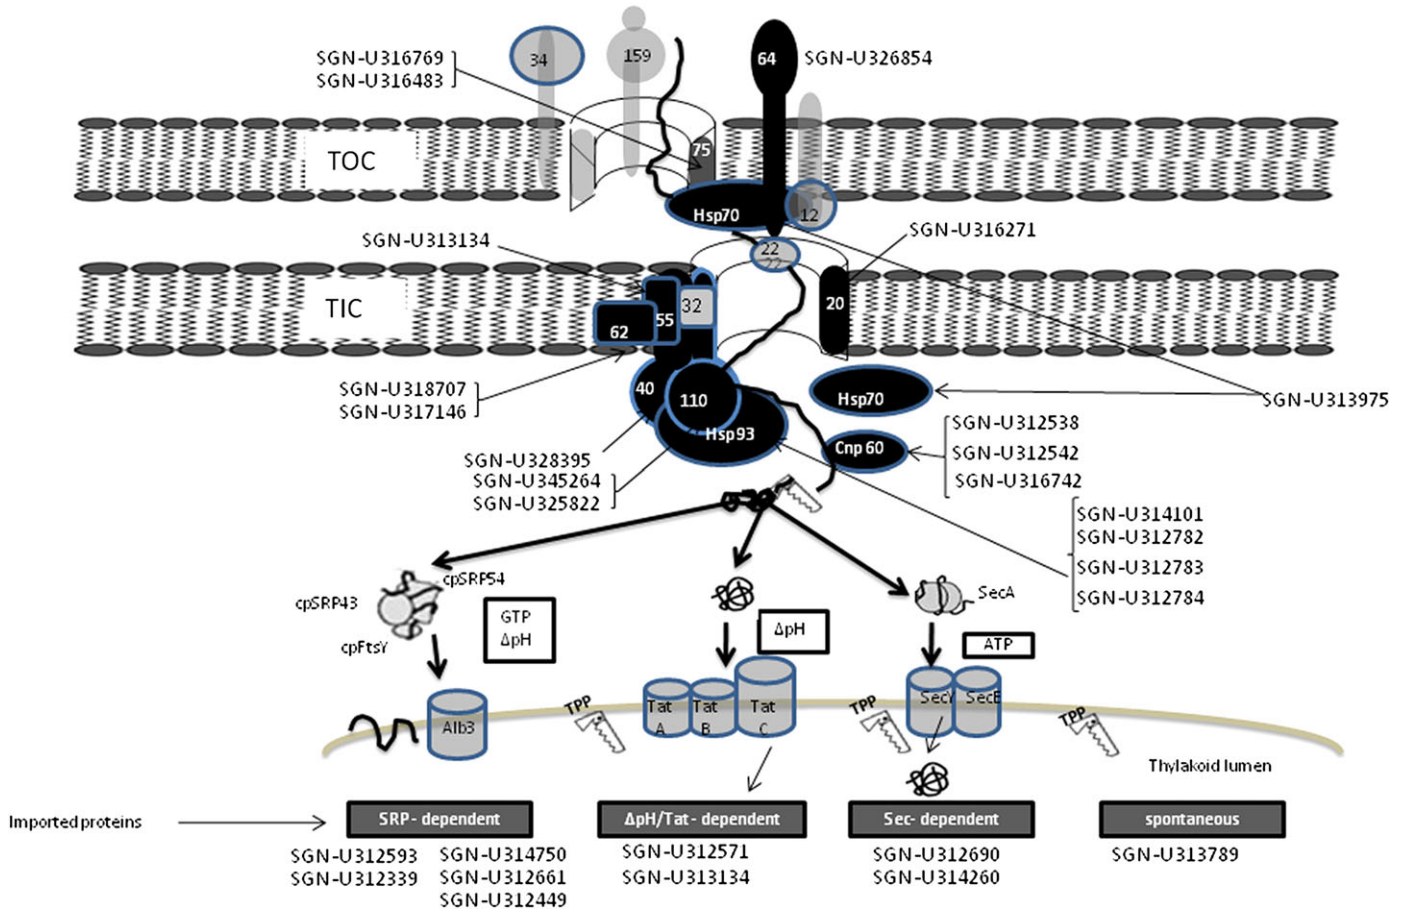 34
159
64
SGN-U326854
SGN-U316769
SGN-U316483
TOC
75
Hsp70
12
SGN-U313134
22
SGN-U316271
TIC
62
55
32
20
SGN-U318707
SGN-U317146
40
110
Hsp93
Hsp70
SGN-U313975
Cnp 60
SGN-U312538
SGN-U312542
SGN-U316742
SGN-U328395
SGN-U345264
SGN-U325822
SGN-U314101
SGN-U312782
SGN-U312783
SGN-U312784
cpSRP54
cpSRP43
cpFtsY
GTP
ΔpH
ΔpH
SecA
ATP
Alb3
TPP
Tat
A
Tat
B
Tat
C
TPP
SecY
SecE
TPP
Thylakoid lumen
Imported proteins
SRP- dependent
ΔpH/Tat- dependent
Sec- dependent
spontaneous
SGN-U312593
SGN-U312339
SGN-U314750
SGN-U312661
SGN-U312449
SGN-U312571
SGN-U313134
SGN-U312690
SGN-U314260
SGN-U313789